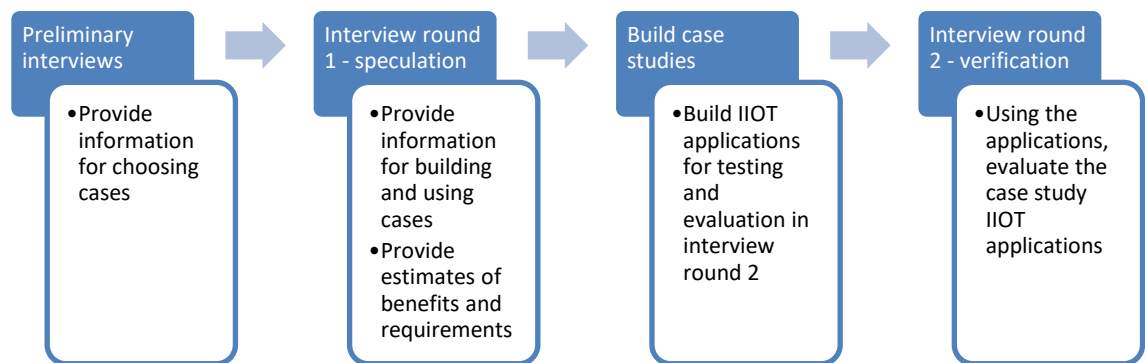 Preliminary
interviews
•Provide
information
for choosing
cases
Interview round
1 - speculation
•Provide
information
for building
and using
cases
•Provide
estimates of
benefits and
requirements
Build case
studies
•Build IIOT
applications
for testing
and
evaluation in
interview
round 2
Interview round
2 - verification
•Using the
applications,
evaluate the
case study
IIOT
applications